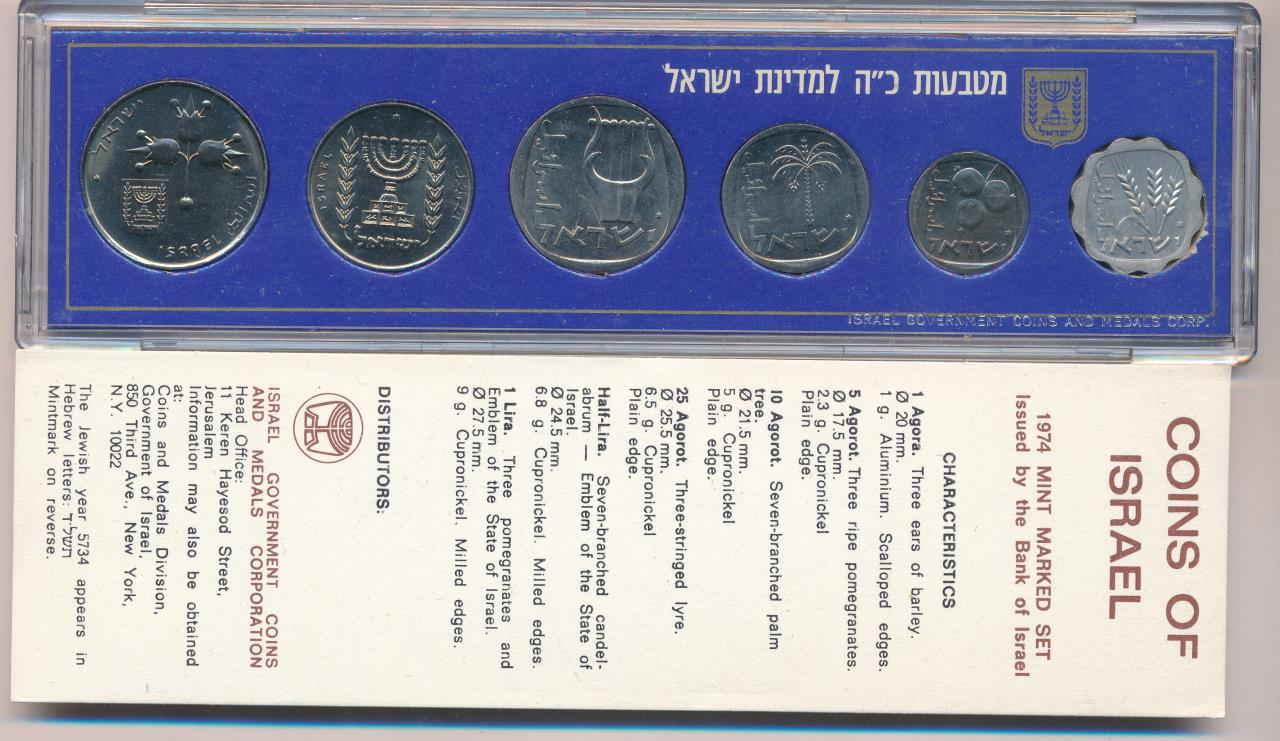 מטבעות כ״ה למדינת ישראל
ישראל
ישראל
ISRAEL
ISRAEL
ישראל
ישראל
ישראל
ישראל
ישראל
ISRAEL GOVERNMENT COINS AND MEDALS CORP.
COINS OF
ISRAEL
1974 MINT MARKED SET
Issued by the Bank of Israel
CHARACTERISTICS
1 Agora. Three ears of barley.
Ø 20 mm.
1 g. Aluminium. Scalloped edges.
5 Agorot. Three ripe pomegranates.
Ø 17.5 mm.
2.3 g. Cupronickel
Plain edge.
10 Agorot. Seven-branched palm
tree.
Ø 21.5 mm.
5 g. Cupronickel
Plain edge.
25 Agorot. Three-stringed lyre.
Ø 25.5 mm.
6.5 g. Cupronickel
Plain edge.
Half-Lira. Seven-branched candel-
abrum — Emblem of the State of
Israel.
Ø 24.5 mm.
6.8 g. Cupronickel. Milled edges.
1 Lira. Three pomegranates and
Emblem of the State of Israel.
Ø 27.5 mm.
9 g. Cupronickel. Milled edges.
DISTRIBUTORS:
ISRAEL GOVERNMENT COINS
AND MEDALS CORPORATION
Head Office:
11 Keren Hayesod Street,
Jerusalem
Information may also be obtained
at:
Coins and Medals Division,
Government of Israel,
850 Third Ave., New York,
N.Y. 10022
The Jewish year 5734 appears in
Hebrew letters: תשל״ד
Mintmark on reverse.